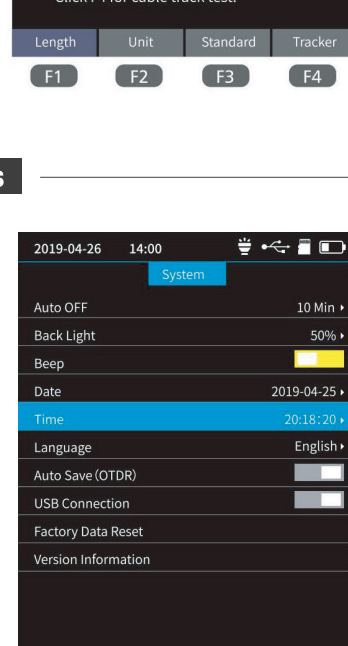 Length Unit Standard Tracker
F1 F2 F3 F4
2019-04-26 14:00
System
Auto OFF 10 Min
Back Light 50%
Beep
Date 2019-04-25
Time 20:18:20
Language English
Auto Save(OTDR)
USB Connection
Factory Data Reset
Version Information